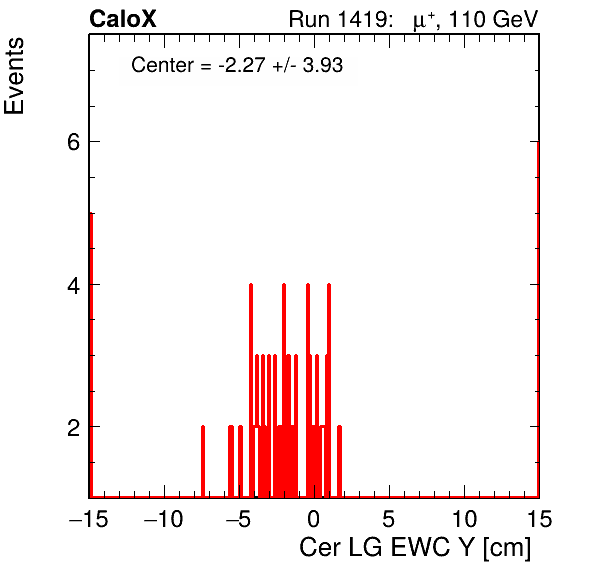 CaloX Run 1419: μ⁺, 110 GeV
Center = -2.27 +/- 3.93
Events
6
4
2
−15 −10 −5 0 5 10 15
Cer LG EWC Y [cm]